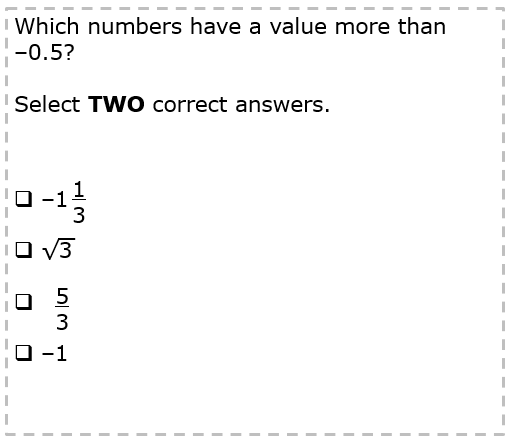 Which numbers have a value more than
–0.5?
Select TWO correct answers.
❑ –1 1/3
❑ √3
❑ 5/3
❑ –1